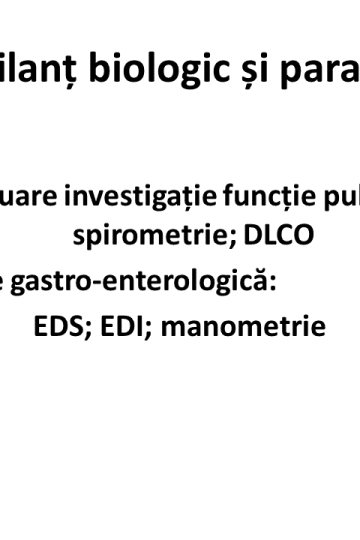 ilanț biologic și para
uare investigație funcție pul
spirometrie; DLCO
e gastro-enterologică:
EDS; EDI; manometrie